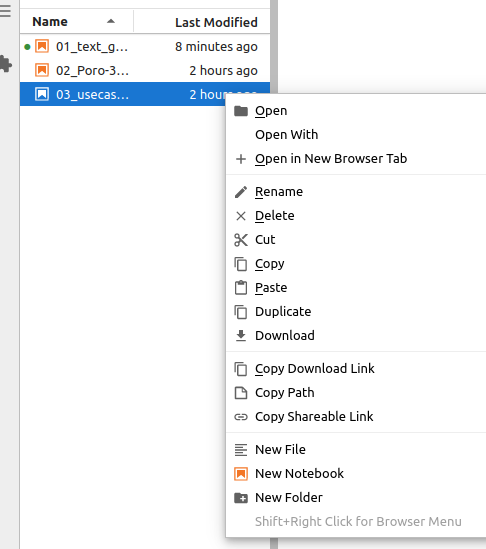 Name Last Modified
01_text_g... 8 minutes ago
02_Poro-3... 2 hours ago
03_usecas... 2 hours ago
Open
Open With
Open in New Browser Tab
Rename
Delete
Cut
Copy
Paste
Duplicate
Download
Copy Download Link
Copy Path
Copy Shareable Link
New File
New Notebook
New Folder
Shift+Right Click for Browser Menu